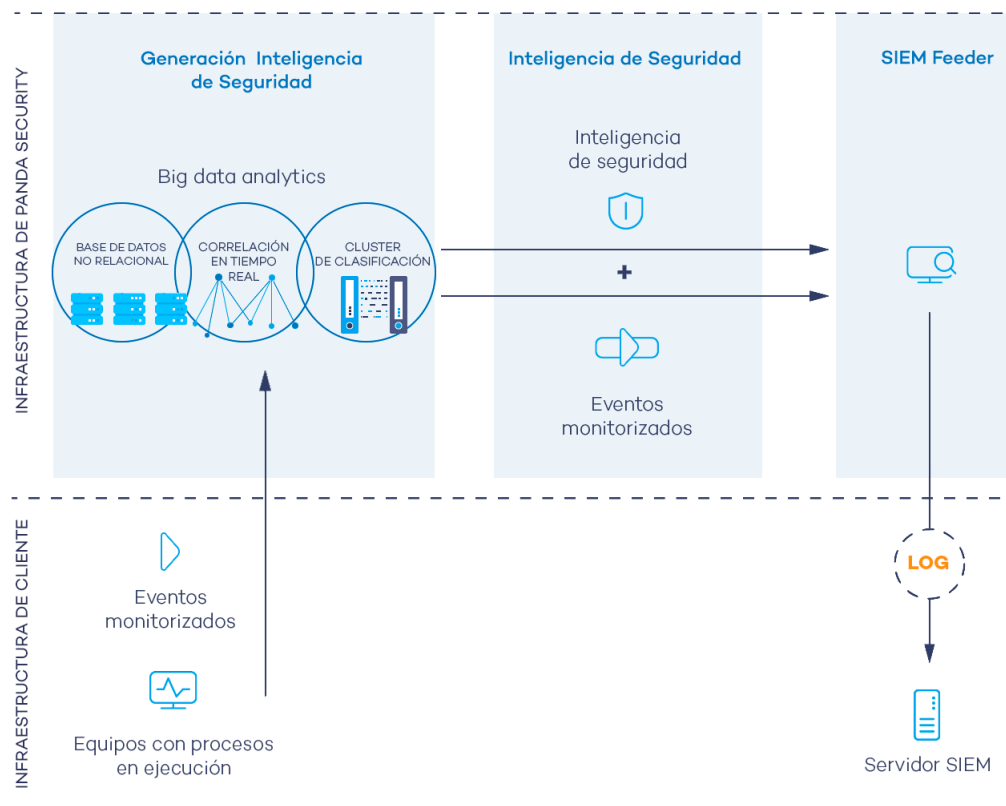 INFRAESTRUCTURA DE PANDA SECURITY
Generación Inteligencia
de Seguridad
Big data analytics
BASE DE DATOS
NO RELACIONAL
CORRELACIÓN
EN TIEMPO
REAL
CLUSTER
DE CLASIFICACIÓN
Inteligencia de Seguridad
Inteligencia
de seguridad
+
Eventos
monitorizados
SIEM Feeder
INFRAESTRUCTURA DE CLIENTE
Eventos
monitorizados
Equipos con procesos
en ejecución
LOG
Servidor SIEM